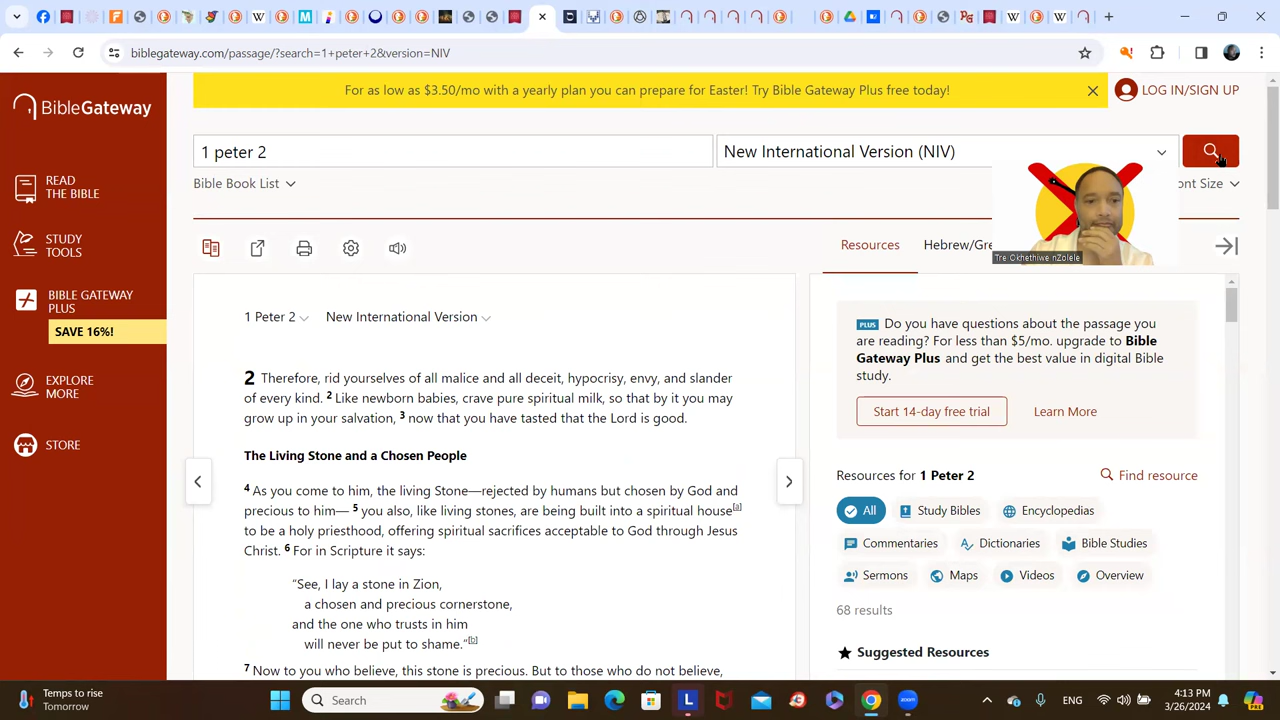 biblegateway.com/passage/?search=1+peter+2&version=NIV
For as low as $3.50/mo with a yearly plan you can prepare for Easter! Try Bible Gateway Plus free today!
LOG IN/SIGN UP
BibleGateway
1 peter 2
New International Version (NIV)
Bible Book List
ont Size
READ
THE BIBLE
STUDY
TOOLS
BIBLE GATEWAY
PLUS
SAVE 16%!
EXPLORE
MORE
STORE
Resources
Hebrew/Gre
Tre Okhethiwe nZolele
1 Peter 2
New International Version
2 Therefore, rid yourselves of all malice and all deceit, hypocrisy, envy, and slander
of every kind. 2 Like newborn babies, crave pure spiritual milk, so that by it you may
grow up in your salvation, 3 now that you have tasted that the Lord is good.
The Living Stone and a Chosen People
4 As you come to him, the living Stone—rejected by humans but chosen by God and
precious to him— 5 you also, like living stones, are being built into a spiritual house[a]
to be a holy priesthood, offering spiritual sacrifices acceptable to God through Jesus
Christ. 6 For in Scripture it says:
“See, I lay a stone in Zion,
a chosen and precious cornerstone,
and the one who trusts in him
will never be put to shame.”[b]
7 Now to you who believe, this stone is precious. But to those who do not believe,
PLUS Do you have questions about the passage you
are reading? For less than $5/mo. upgrade to Bible
Gateway Plus and get the best value in digital Bible
study.
Start 14-day free trial
Learn More
Resources for 1 Peter 2
Find resource
All
Study Bibles
Encyclopedias
Commentaries
Dictionaries
Bible Studies
Sermons
Maps
Videos
Overview
68 results
Suggested Resources
Temps to rise
Tomorrow
Search
ENG
4:13 PM
3/26/2024